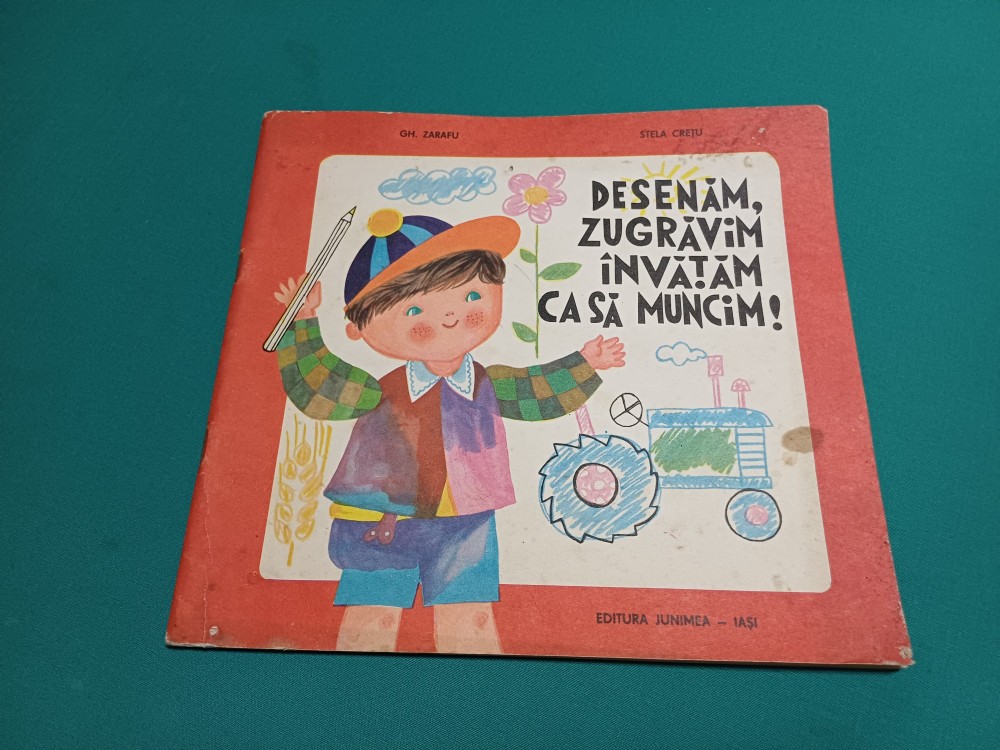 GH. ZARAFU
STELA CREȚU
DESENĂM,
ZUGRĂVIM
ÎNVĂȚĂM
CA SĂ MUNCIM!
EDITURA JUNIMEA – IAȘI